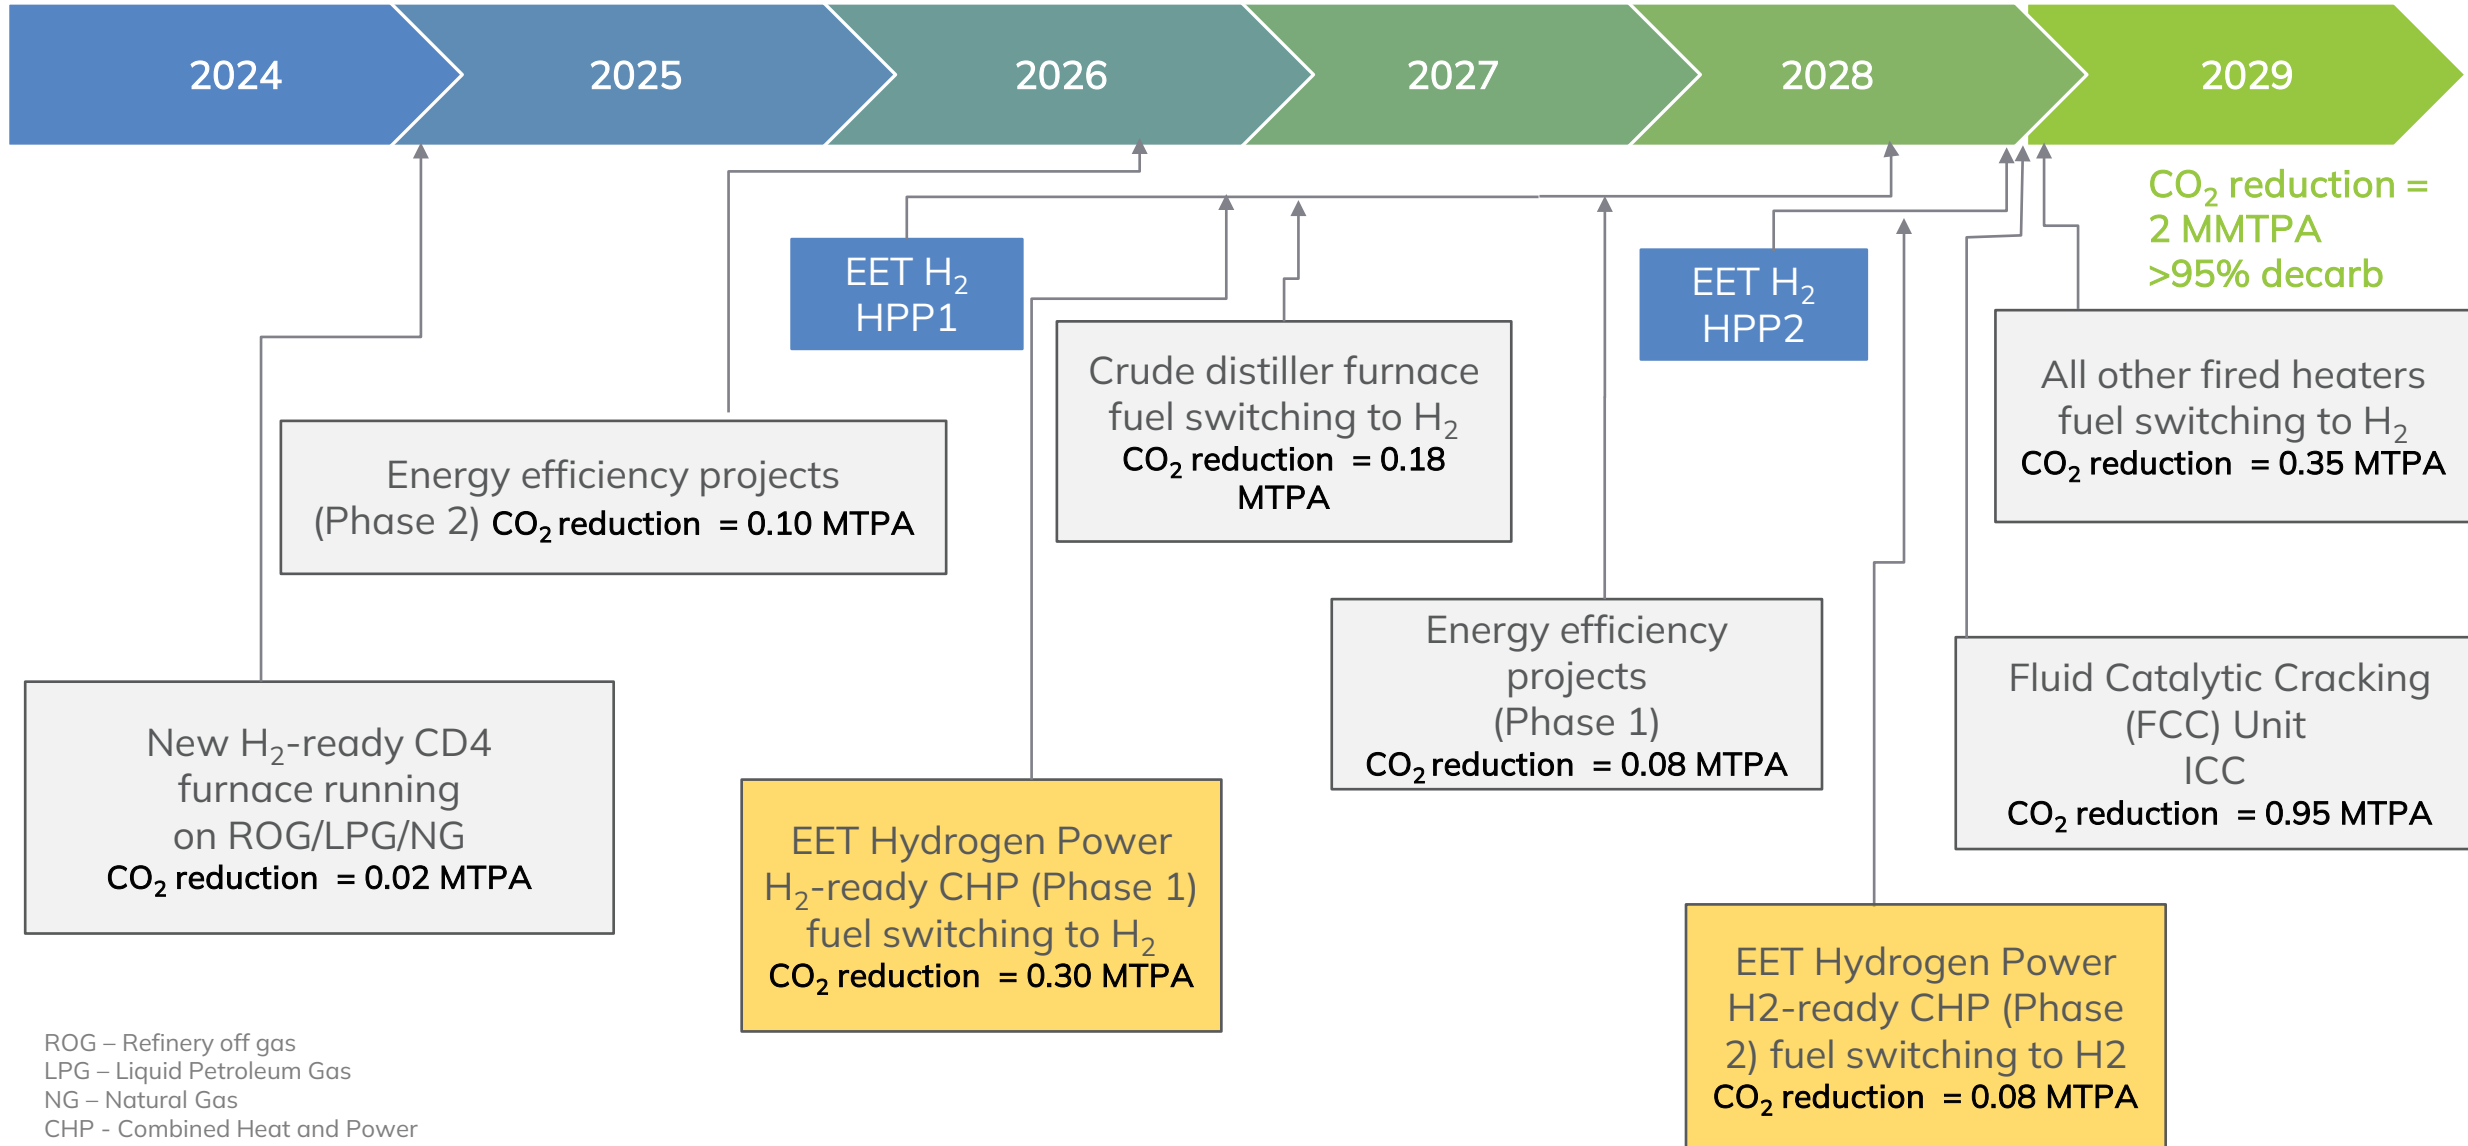 2024
2025
2026
2027
2028
2029
CO₂ reduction =
2 MMTPA
>95% decarb
EET H₂
HPP1
EET H₂
HPP2
Crude distiller furnace
fuel switching to H₂
CO₂ reduction = 0.18
MTPA
All other fired heaters
fuel switching to H₂
CO₂ reduction = 0.35 MTPA
Energy efficiency projects
(Phase 2) CO₂ reduction = 0.10 MTPA
Energy efficiency
projects
(Phase 1)
CO₂ reduction = 0.08 MTPA
Fluid Catalytic Cracking
(FCC) Unit
ICC
CO₂ reduction = 0.95 MTPA
New H₂-ready CD4
furnace running
on ROG/LPG/NG
CO₂ reduction = 0.02 MTPA
EET Hydrogen Power
H₂-ready CHP (Phase 1)
fuel switching to H₂
CO₂ reduction = 0.30 MTPA
EET Hydrogen Power
H2-ready CHP (Phase
2) fuel switching to H2
CO₂ reduction = 0.08 MTPA
ROG – Refinery off gas
LPG – Liquid Petroleum Gas
NG – Natural Gas
CHP - Combined Heat and Power